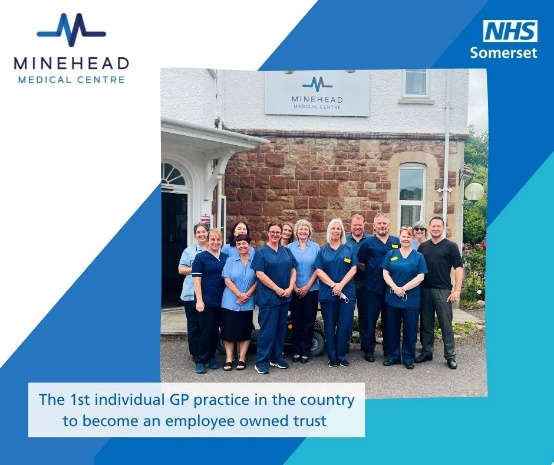 MINEHEAD
MEDICAL CENTRE
NHS
Somerset
MINEHEAD
MEDICAL CENTRE
The 1st individual GP practice in the country
to become an employee owned trust